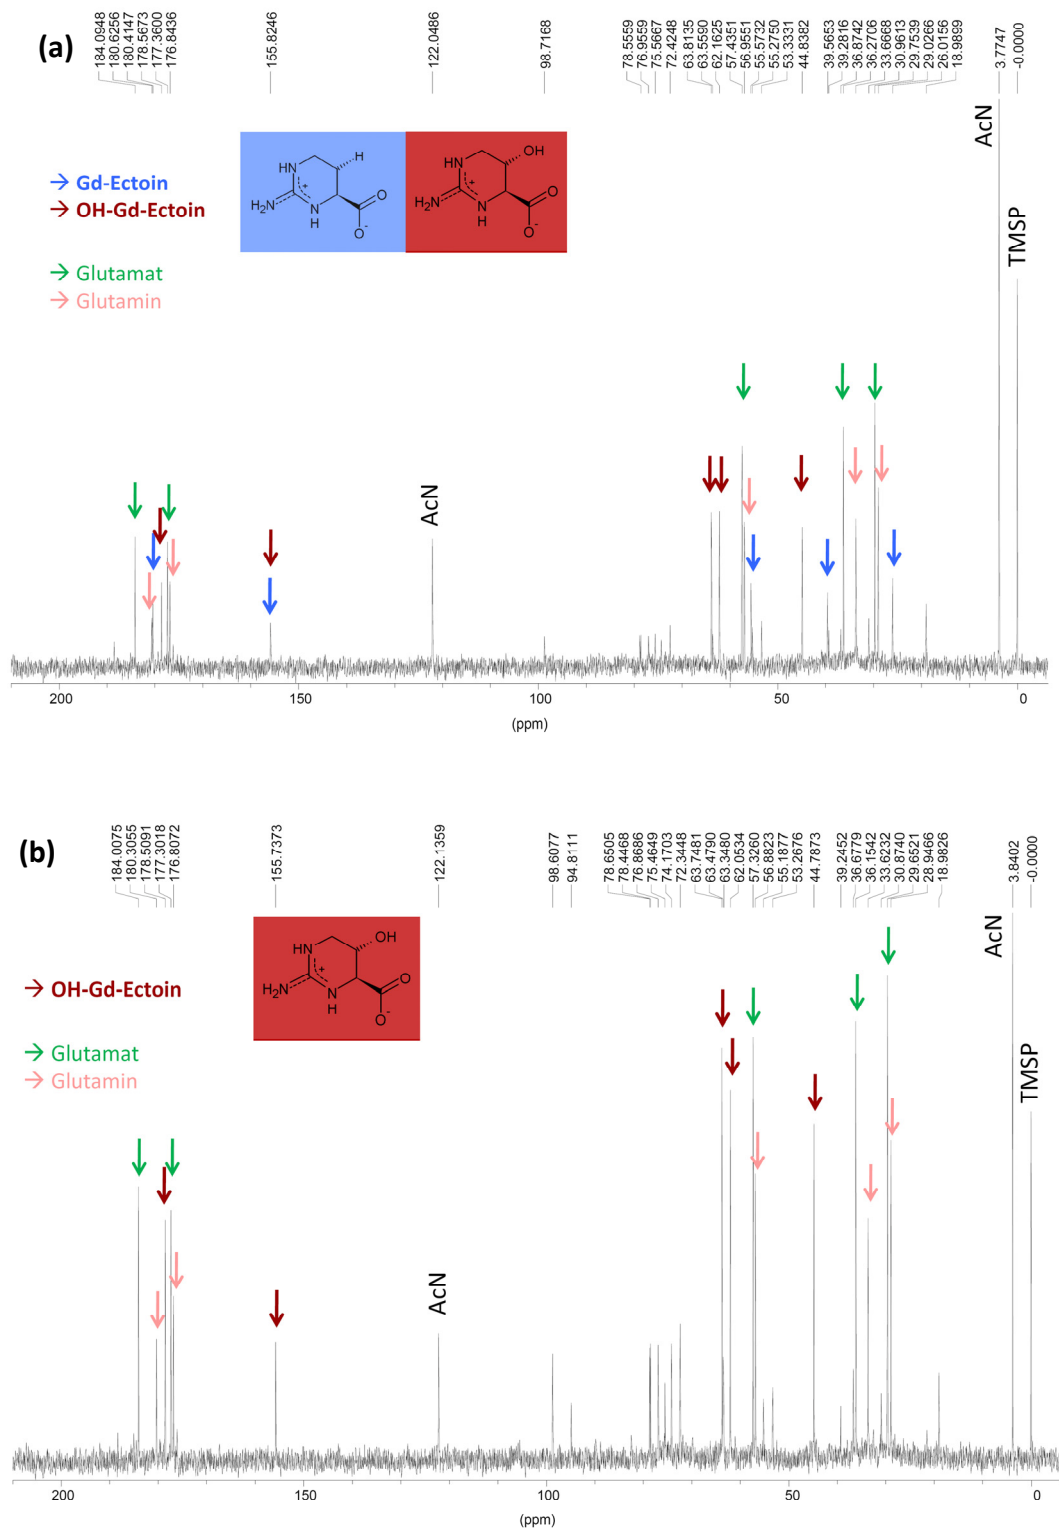 (a)
184.0948
180.6256
180.4147
178.5673
177.3600
176.8436
155.8246
122.0486
98.7168
78.5559
76.9559
75.5667
72.4248
63.8135
63.5590
62.1625
57.4351
56.9551
55.5732
55.2750
53.3331
44.8382
39.5653
39.2816
36.8742
36.2706
33.6668
30.9613
29.7539
29.0266
26.0156
18.9899
3.7747
-0.0000
AcN
TMSP
→ Gd-Ectoin
→ OH-Gd-Ectoin
→ Glutamat
→ Glutamin
HN
H
H₂N
+
N
H
O
O-
HN
OH
H₂N
+
N
H
O
O-
AcN
200
150
100
50
0
(ppm)
(b)
184.0075
180.3055
178.5091
177.3018
176.8072
155.7373
122.1359
98.6077
94.8111
78.6505
78.4468
76.8686
75.4649
74.1703
72.3448
63.7481
63.4790
63.3480
62.0534
57.3260
56.8823
55.1877
53.2676
44.7873
39.2452
36.6779
36.1542
33.6232
30.8740
29.6521
28.9466
18.9826
3.8402
-0.0000
AcN
TMSP
→ OH-Gd-Ectoin
→ Glutamat
→ Glutamin
HN
OH
H₂N
+
N
H
O
O-
AcN
200
150
100
50
0
(ppm)